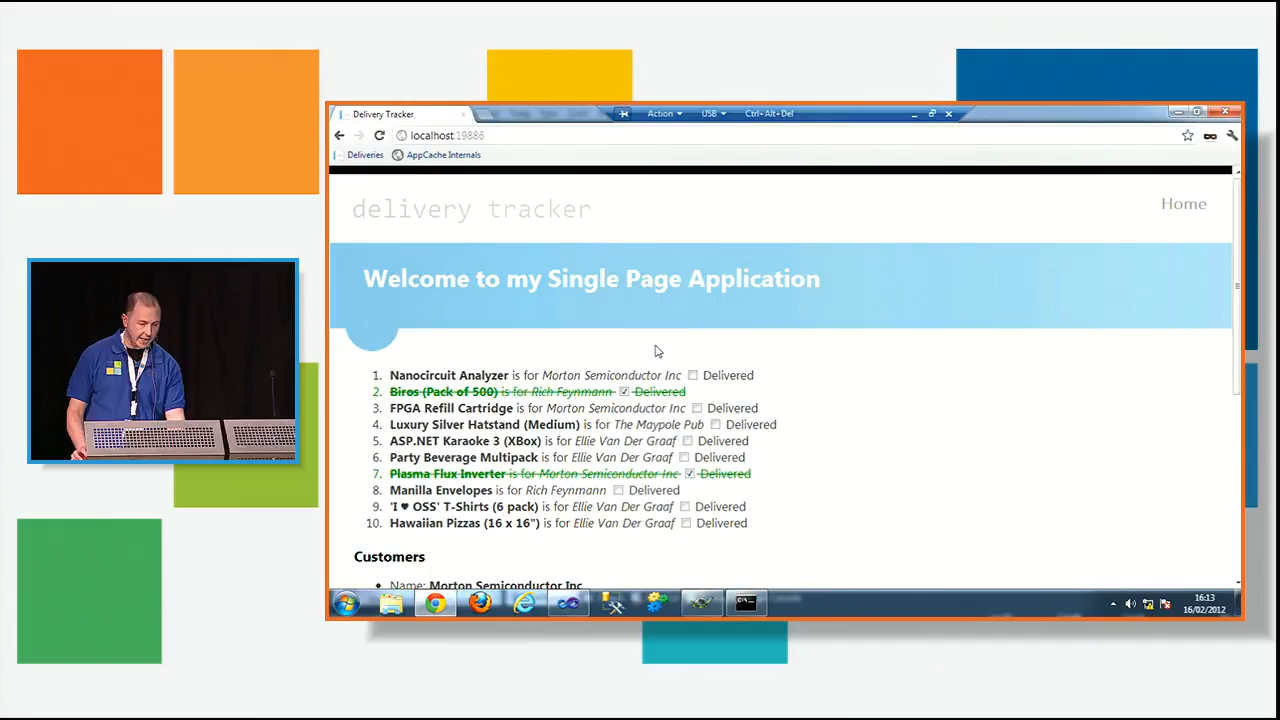 Delivery Tracker
Action USB Ctrl+Alt+Del
localhost:19886
Deliveries AppCache Internals
delivery tracker
Home
Welcome to my Single Page Application
1. Nanocircuit Analyzer is for Morton Semiconductor Inc Delivered
2. Biros (Pack of 500) is for Rich Feynmann Delivered
3. FPGA Refill Cartridge is for Morton Semiconductor Inc Delivered
4. Luxury Silver Hatstand (Medium) is for The Maypole Pub Delivered
5. ASP.NET Karaoke 3 (XBox) is for Ellie Van Der Graaf Delivered
6. Party Beverage Multipack is for Ellie Van Der Graaf Delivered
7. Plasma Flux Inverter is for Morton Semiconductor Inc Delivered
8. Manilla Envelopes is for Rich Feynmann Delivered
9. 'I ♥ OSS' T-Shirts (6 pack) is for Ellie Van Der Graaf Delivered
10. Hawaiian Pizzas (16 x 16") is for Ellie Van Der Graaf Delivered
Customers
• Name: Morton Semiconductor Inc
16:13
16/02/2012